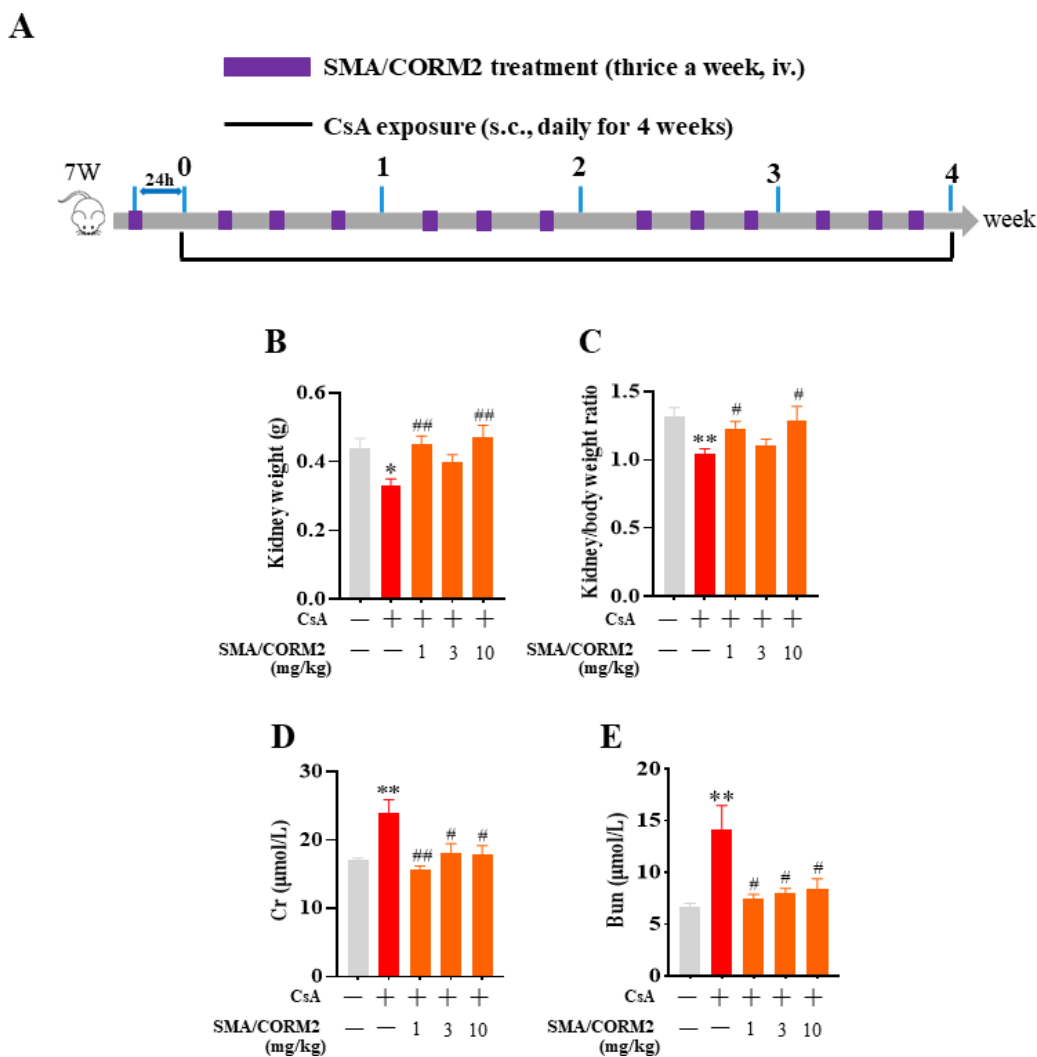 A
SMA/CORM2 treatment (thrice a week, iv.)
CsA exposure (s.c., daily for 4 weeks)
7W
24h
0
1
2
3
4
week
B
Kidney weight (g)
0.6
0.4
0.2
0.0
*
##
##
CsA
— + + + +
SMA/CORM2
(mg/kg)
— — 1 3 10
C
Kidney/body weight ratio
1.5
1.0
0.5
0.0
**
#
#
CsA
— + + + +
SMA/CORM2
(mg/kg)
— — 1 3 10
D
Cr (μmol/L)
30
20
10
0
**
##
#
#
CsA
— + + + +
SMA/CORM2
(mg/kg)
— — 1 3 10
E
Bun (μmol/L)
20
15
10
5
0
**
#
#
#
CsA
— + + + +
SMA/CORM2
(mg/kg)
— — 1 3 10